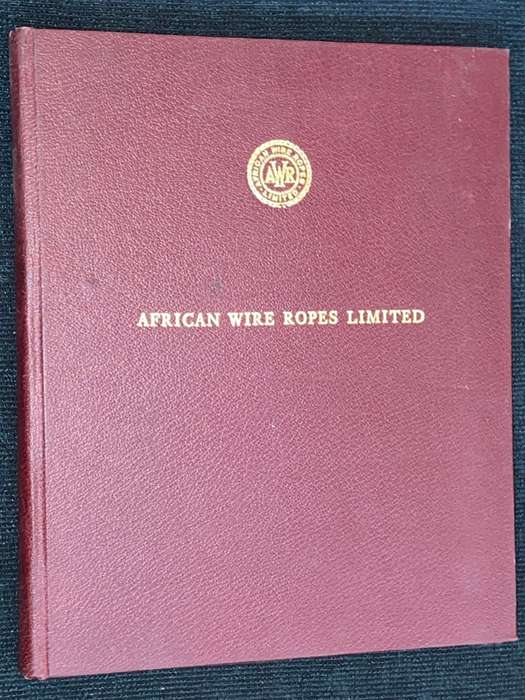 AFRICAN WIRE ROPES
AWR
LIMITED
AFRICAN WIRE ROPES LIMITED